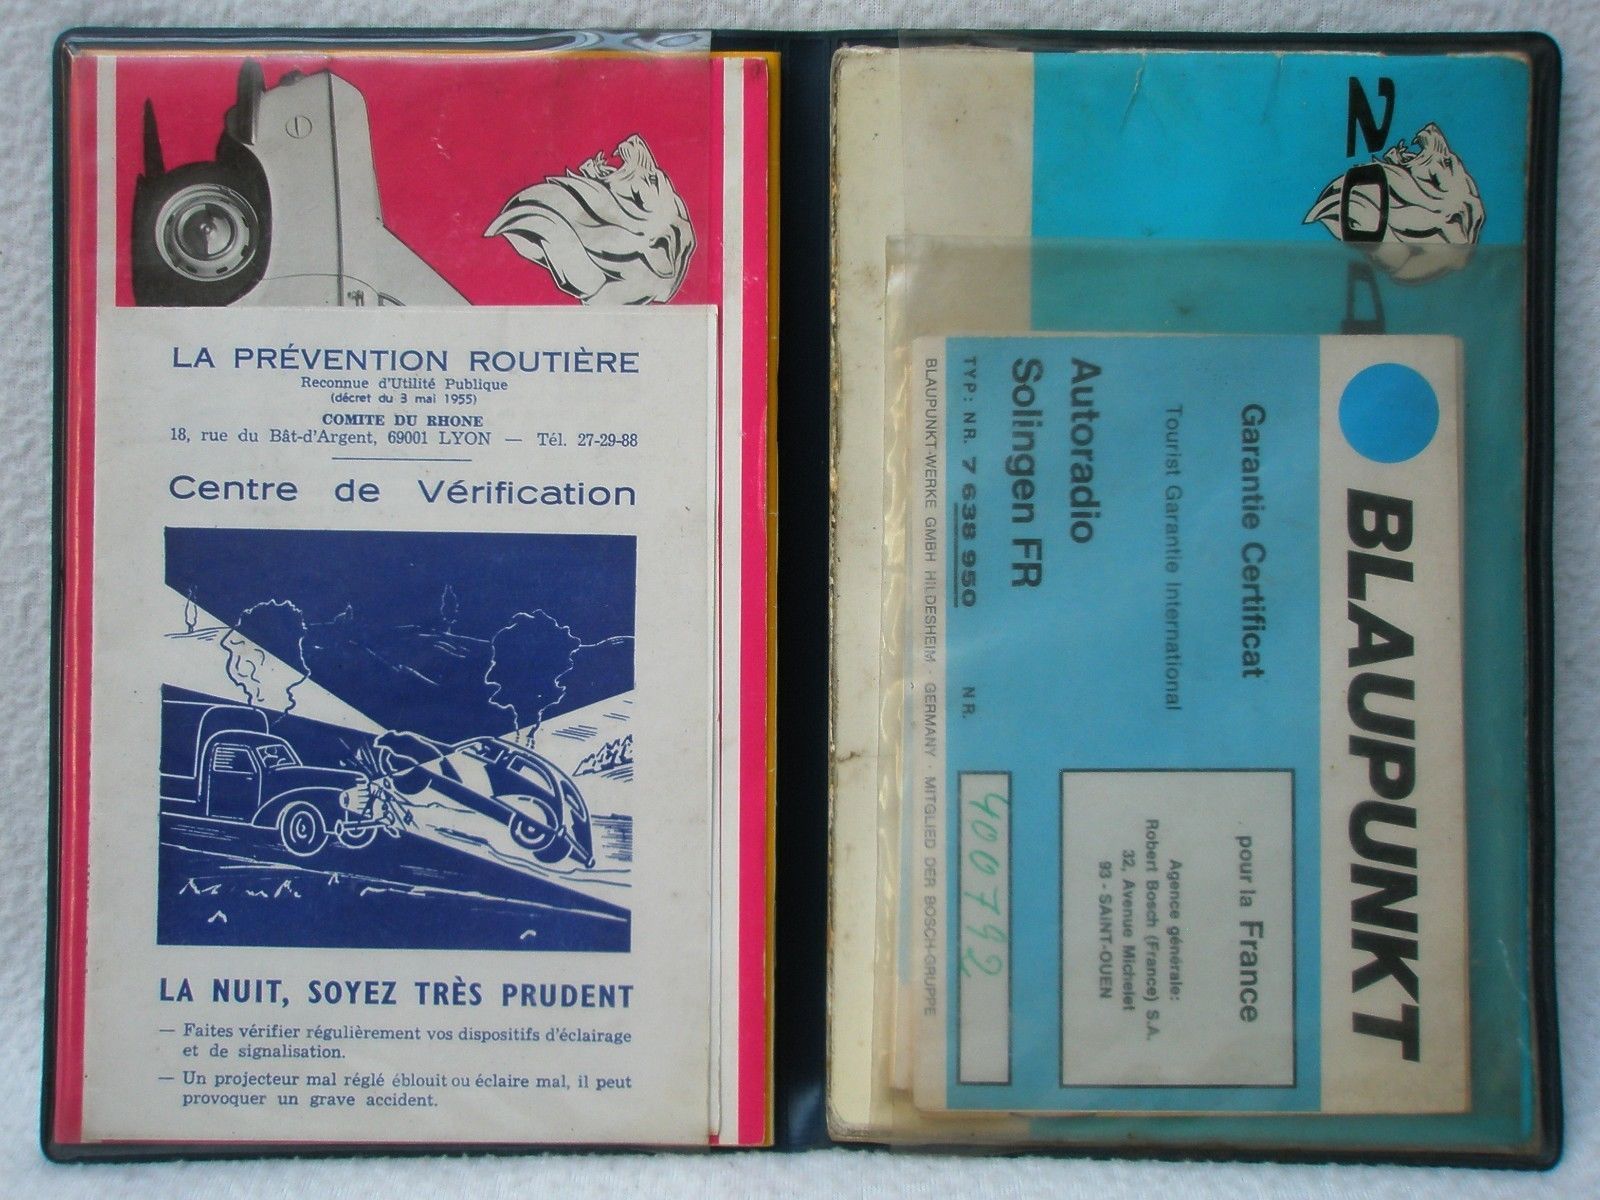 LA PRÉVENTION ROUTIÈRE
Reconnue d'Utilité Publique
(décret du 3 mai 1955)
COMITE DU RHONE
18, rue du Bât-d'Argent, 69001 LYON — Tél. 27-29-88
Centre de Vérification
LA NUIT, SOYEZ TRÈS PRUDENT
— Faites vérifier régulièrement vos dispositifs d'éclairage
et de signalisation.
— Un projecteur mal réglé éblouit ou éclaire mal, il peut
provoquer un grave accident.
204
BLAUPUNKT
Garantie Certificat
Tourist Garantie International
pour la France
Agence générale:
Robert Bosch (France) S.A.
32, Avenue Michelet
93 - SAINT-OUEN
Autoradio
Solingen FR
TYP: NR. 7 638 950 NR.
400792
BLAUPUNKT-WERKE GMBH HILDESHEIM · GERMANY · MITGLIED DER BOSCH-GRUPPE